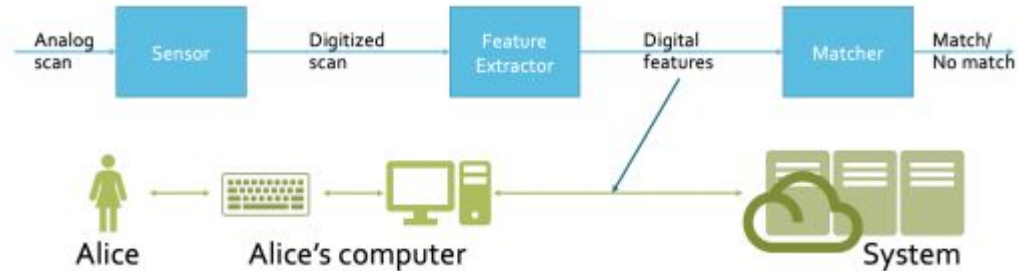 Analog
scan
Sensor
Digitized
scan
Feature
Extractor
Digital
features
Matcher
Match/
No match
Alice
Alice's computer
System